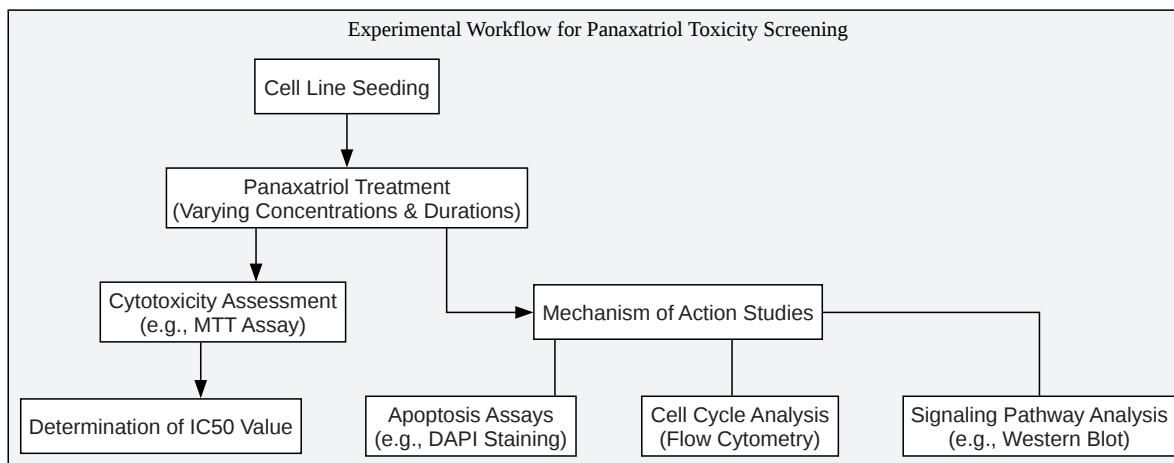 Experimental Workflow for Panaxatriol Toxicity Screening
Cell Line Seeding
Panaxatriol Treatment
(Varying Concentrations & Durations)
Cytotoxicity Assessment
(e.g., MTT Assay)
Mechanism of Action Studies
Determination of IC50 Value
Apoptosis Assays
(e.g., DAPI Staining)
Cell Cycle Analysis
(Flow Cytometry)
Signaling Pathway Analysis
(e.g., Western Blot)